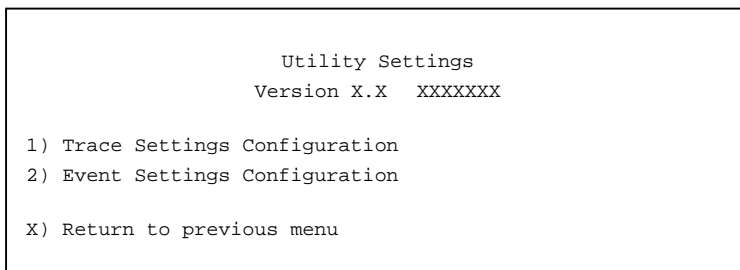 Utility Settings
Version X.X XXXXXXX
1) Trace Settings Configuration
2) Event Settings Configuration
X) Return to previous menu